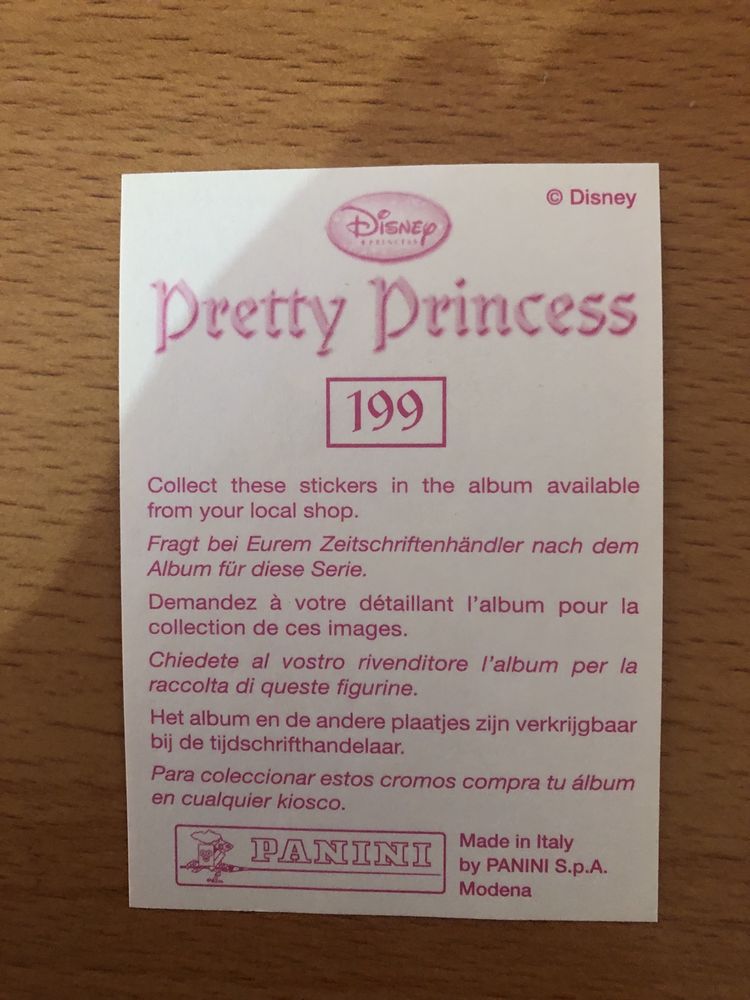 © Disney
Disney
PRINCESS
Pretty Princess
199
Collect these stickers in the album available
from your local shop.
Fragt bei Eurem Zeitschriftenhändler nach dem
Album für diese Serie.
Demandez à votre détaillant l'album pour la
collection de ces images.
Chiedete al vostro rivenditore l'album per la
raccolta di queste figurine.
Het album en de andere plaatjes zijn verkrijgbaar
bij de tijdschrifthandelaar.
Para coleccionar estos cromos compra tu álbum
en cualquier kiosco.
PANINI
Made in Italy
by PANINI S.p.A.
Modena